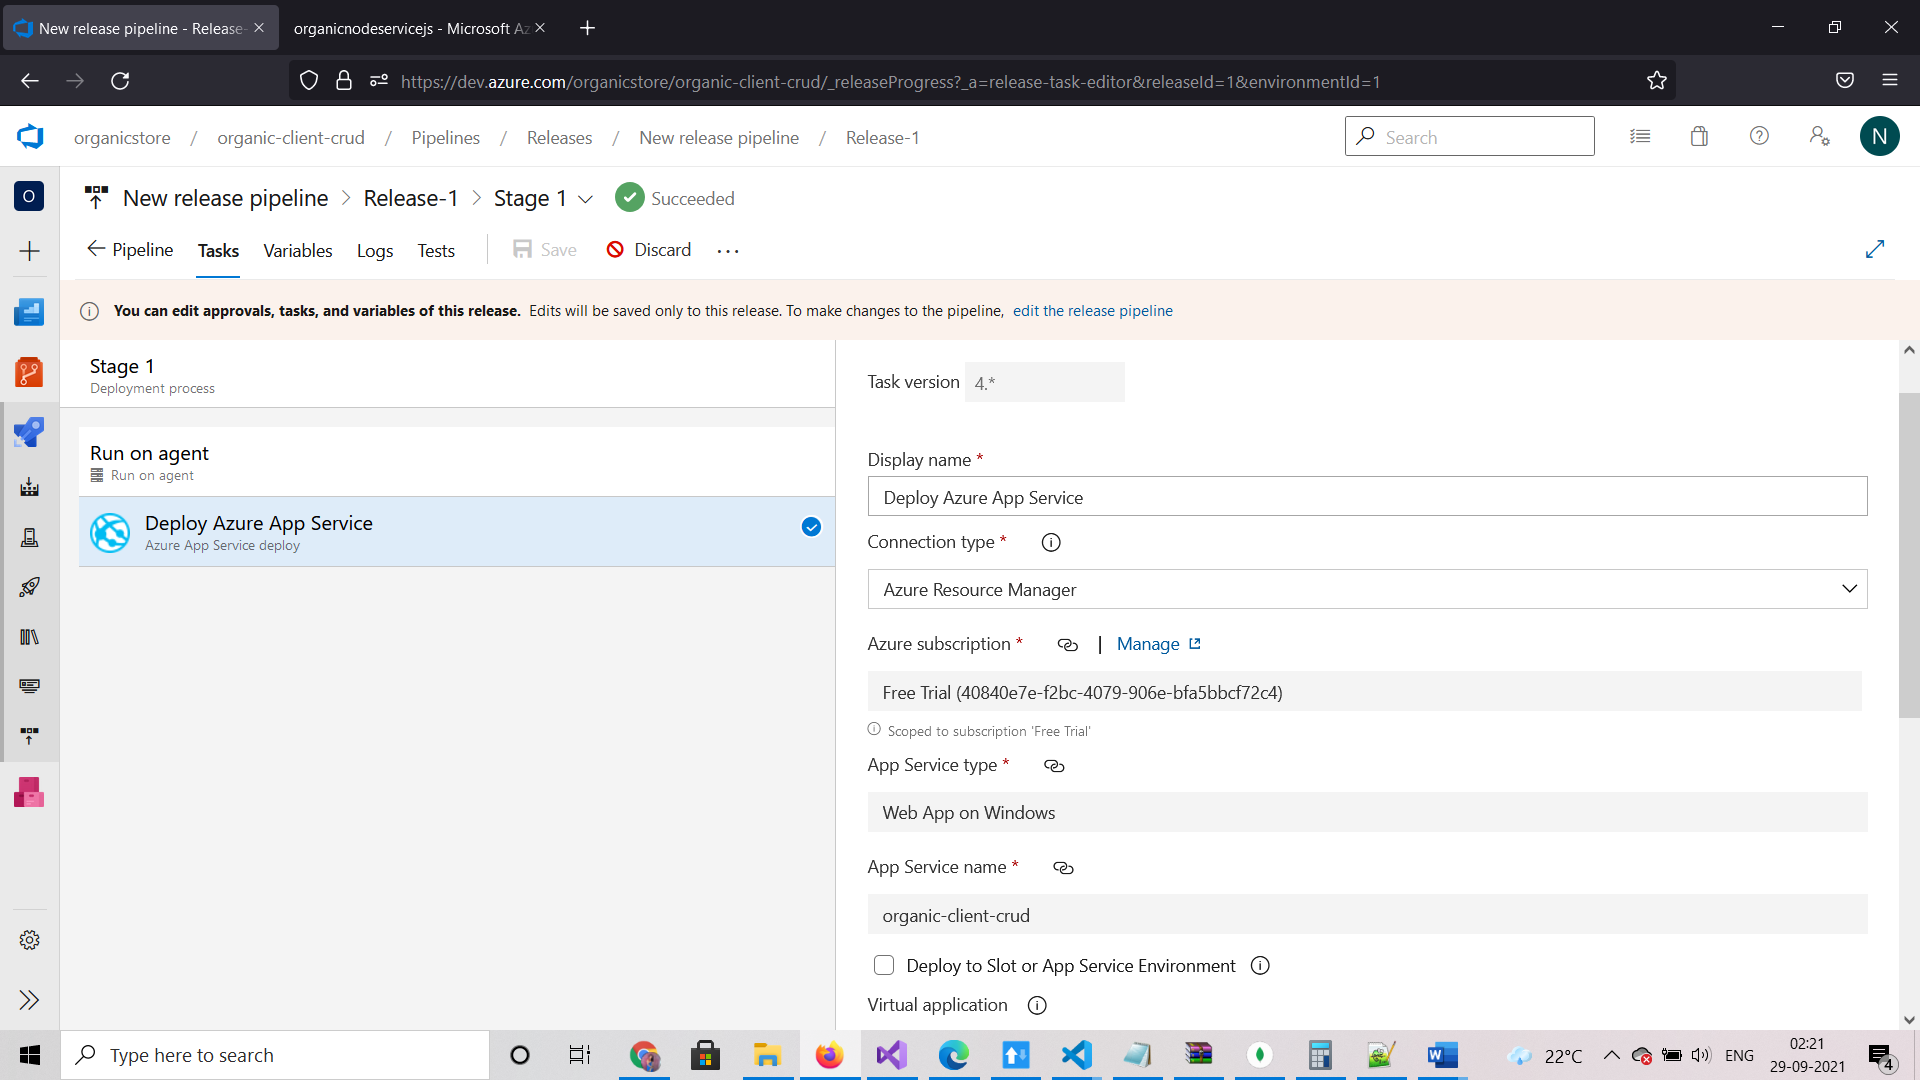 New release pipeline - Release-
organicnodeservicejs - Microsoft Az
https://dev.azure.com/organicstore/organic-client-crud/_releaseProgress?_a=release-task-editor&releaseId=1&environmentId=1
organicstore / organic-client-crud / Pipelines / Releases / New release pipeline / Release-1
Search
N
O
New release pipeline > Release-1 > Stage 1
Succeeded
Pipeline
Tasks
Variables
Logs
Tests
Save
Discard
...
You can edit approvals, tasks, and variables of this release. Edits will be saved only to this release. To make changes to the pipeline, edit the release pipeline
Stage 1
Deployment process
Run on agent
Run on agent
Deploy Azure App Service
Azure App Service deploy
Task version 4.*
Display name *
Deploy Azure App Service
Connection type *
Azure Resource Manager
Azure subscription * | Manage
Free Trial (40840e7e-f2bc-4079-906e-bfa5bbcf72c4)
Scoped to subscription 'Free Trial'
App Service type *
Web App on Windows
App Service name *
organic-client-crud
Deploy to Slot or App Service Environment
Virtual application
Type here to search
22°C
ENG
02:21
29-09-2021
4